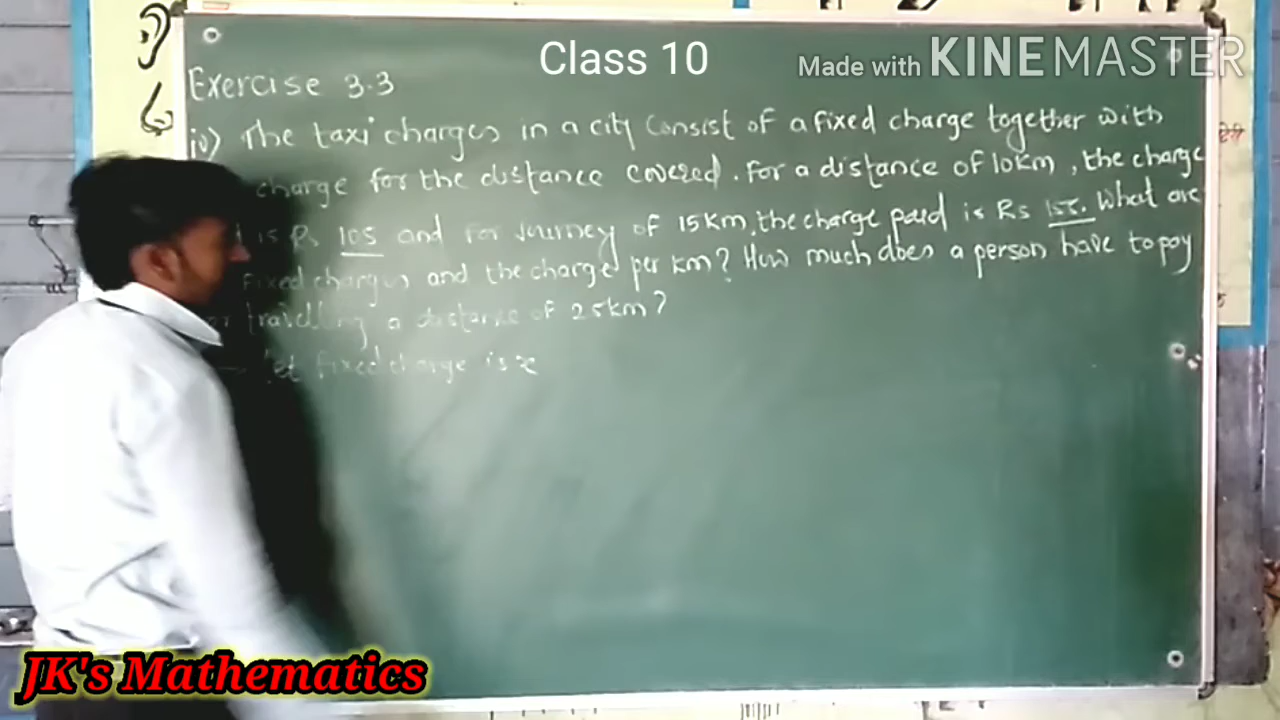 Class 10
Made with KINEMASTER
Exercise 3.3
iv) The taxi charges in a city consist of a fixed charge together with
charge for the distance covered. For a distance of 10km, the charge
is Rs 105 and for Journey of 15km, the charge paid is Rs 155. What are
fixed charges and the charge per km? How much does a person have to pay
travelling a distance of 25km?
let fixed charge is x
JK's Mathematics